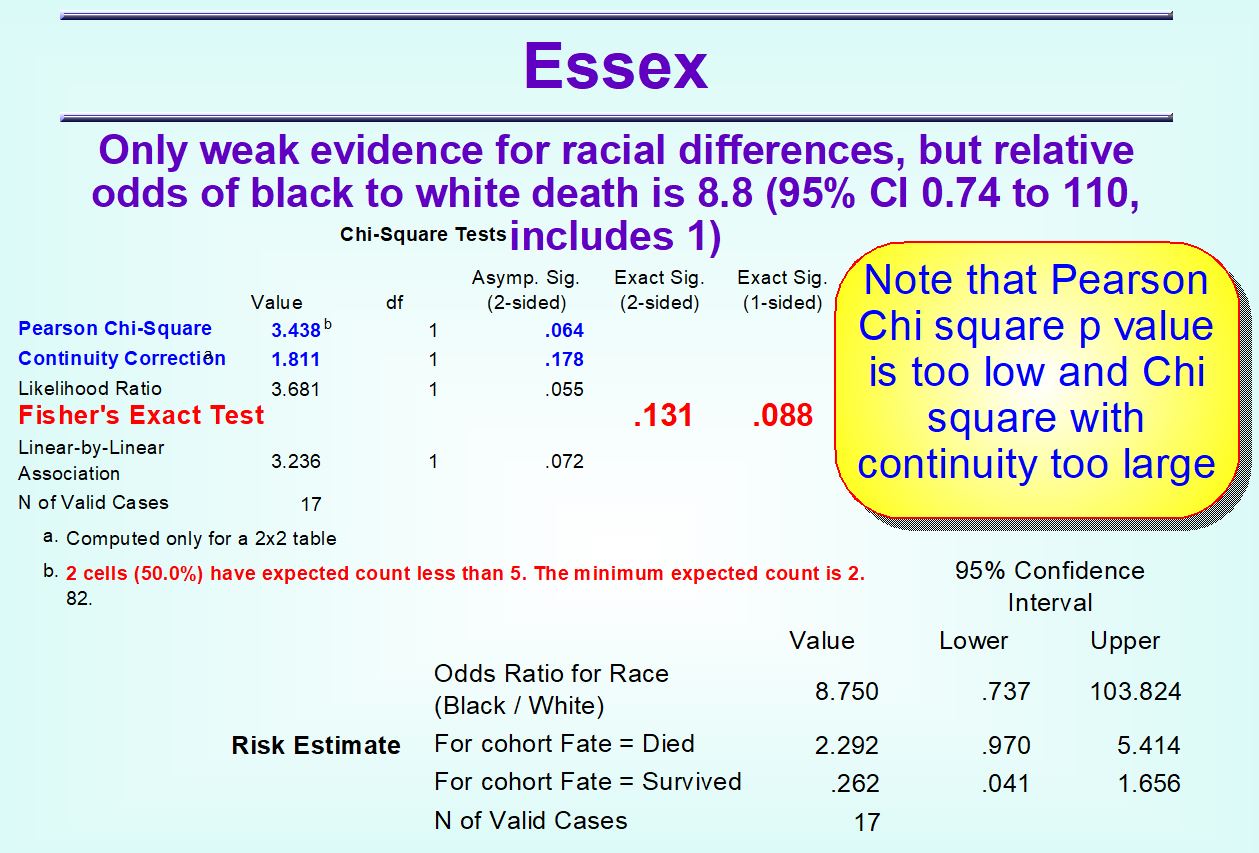 Essex
Only weak evidence for racial differences, but relative
odds of black to white death is 8.8 (95% CI 0.74 to 110,
includes 1)
Chi-Square Tests
Asymp. Sig. Exact Sig. Exact Sig.
Value df (2-sided) (2-sided) (1-sided)
Pearson Chi-Square 3.438 b 1 .064
Continuity Correction a 1.811 1 .178
Likelihood Ratio 3.681 1 .055
Fisher's Exact Test .131 .088
Linear-by-Linear
Association 3.236 1 .072
N of Valid Cases 17
a. Computed only for a 2x2 table
b. 2 cells (50.0%) have expected count less than 5. The minimum expected count is 2.
82.
Note that Pearson
Chi square p value
is too low and Chi
square with
continuity too large
95% Confidence
Interval
Value Lower Upper
Odds Ratio for Race
(Black / White) 8.750 .737 103.824
Risk Estimate For cohort Fate = Died 2.292 .970 5.414
For cohort Fate = Survived .262 .041 1.656
N of Valid Cases 17